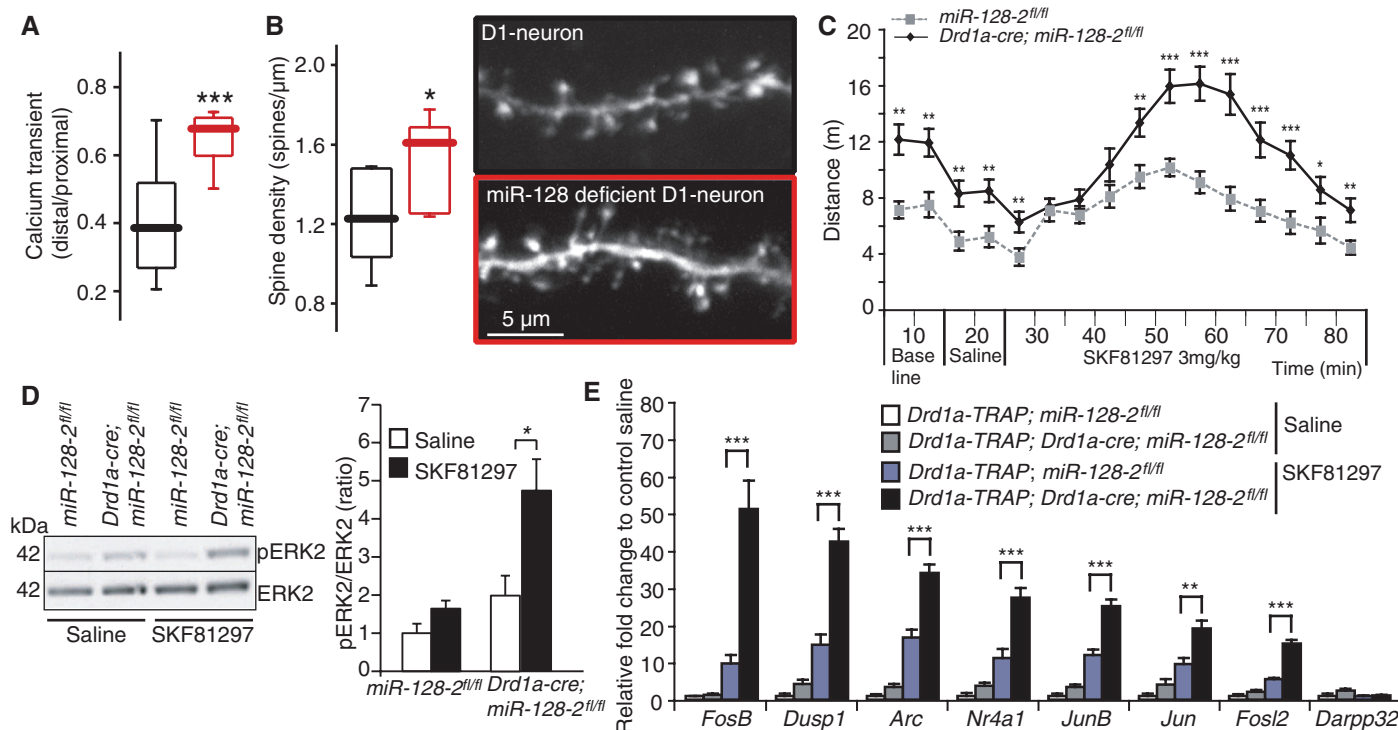 A
Calcium transient
(distal/proximal)
0.8
0.6
0.4
0.2
***
B
Spine density (spines/µm)
2.0
1.6
1.2
0.8
*
D1-neuron
miR-128 deficient D1-neuron
5 µm
C
miR-128-2fl/fl
Drd1a-cre; miR-128-2fl/fl
Distance (m)
20
16
12
8
4
0
** ** ** ** ** ** *** *** *** *** *** * **
10 20 30 40 50 60 70 80
Base
line
Saline
SKF81297 3mg/kg
Time (min)
D
miR-128-2fl/fl
Drd1a-cre;
miR-128-2fl/fl
miR-128-2fl/fl
Drd1a-cre;
miR-128-2fl/fl
kDa
42
pERK2
42
ERK2
Saline
SKF81297
pERK2/ERK2 (ratio)
7
6
5
4
3
2
1
0
Saline
SKF81297
*
miR-128-2fl/fl
Drd1a-cre;
miR-128-2fl/fl
E
Relative fold change to control saline
80
70
60
50
40
30
20
10
0
Drd1a-TRAP; miR-128-2fl/fl
Drd1a-TRAP; Drd1a-cre; miR-128-2fl/fl
Saline
Drd1a-TRAP; miR-128-2fl/fl
Drd1a-TRAP; Drd1a-cre; miR-128-2fl/fl
SKF81297
*** *** *** *** *** ** ***
FosB Dusp1 Arc Nr4a1 JunB Jun Fosl2 Darpp32